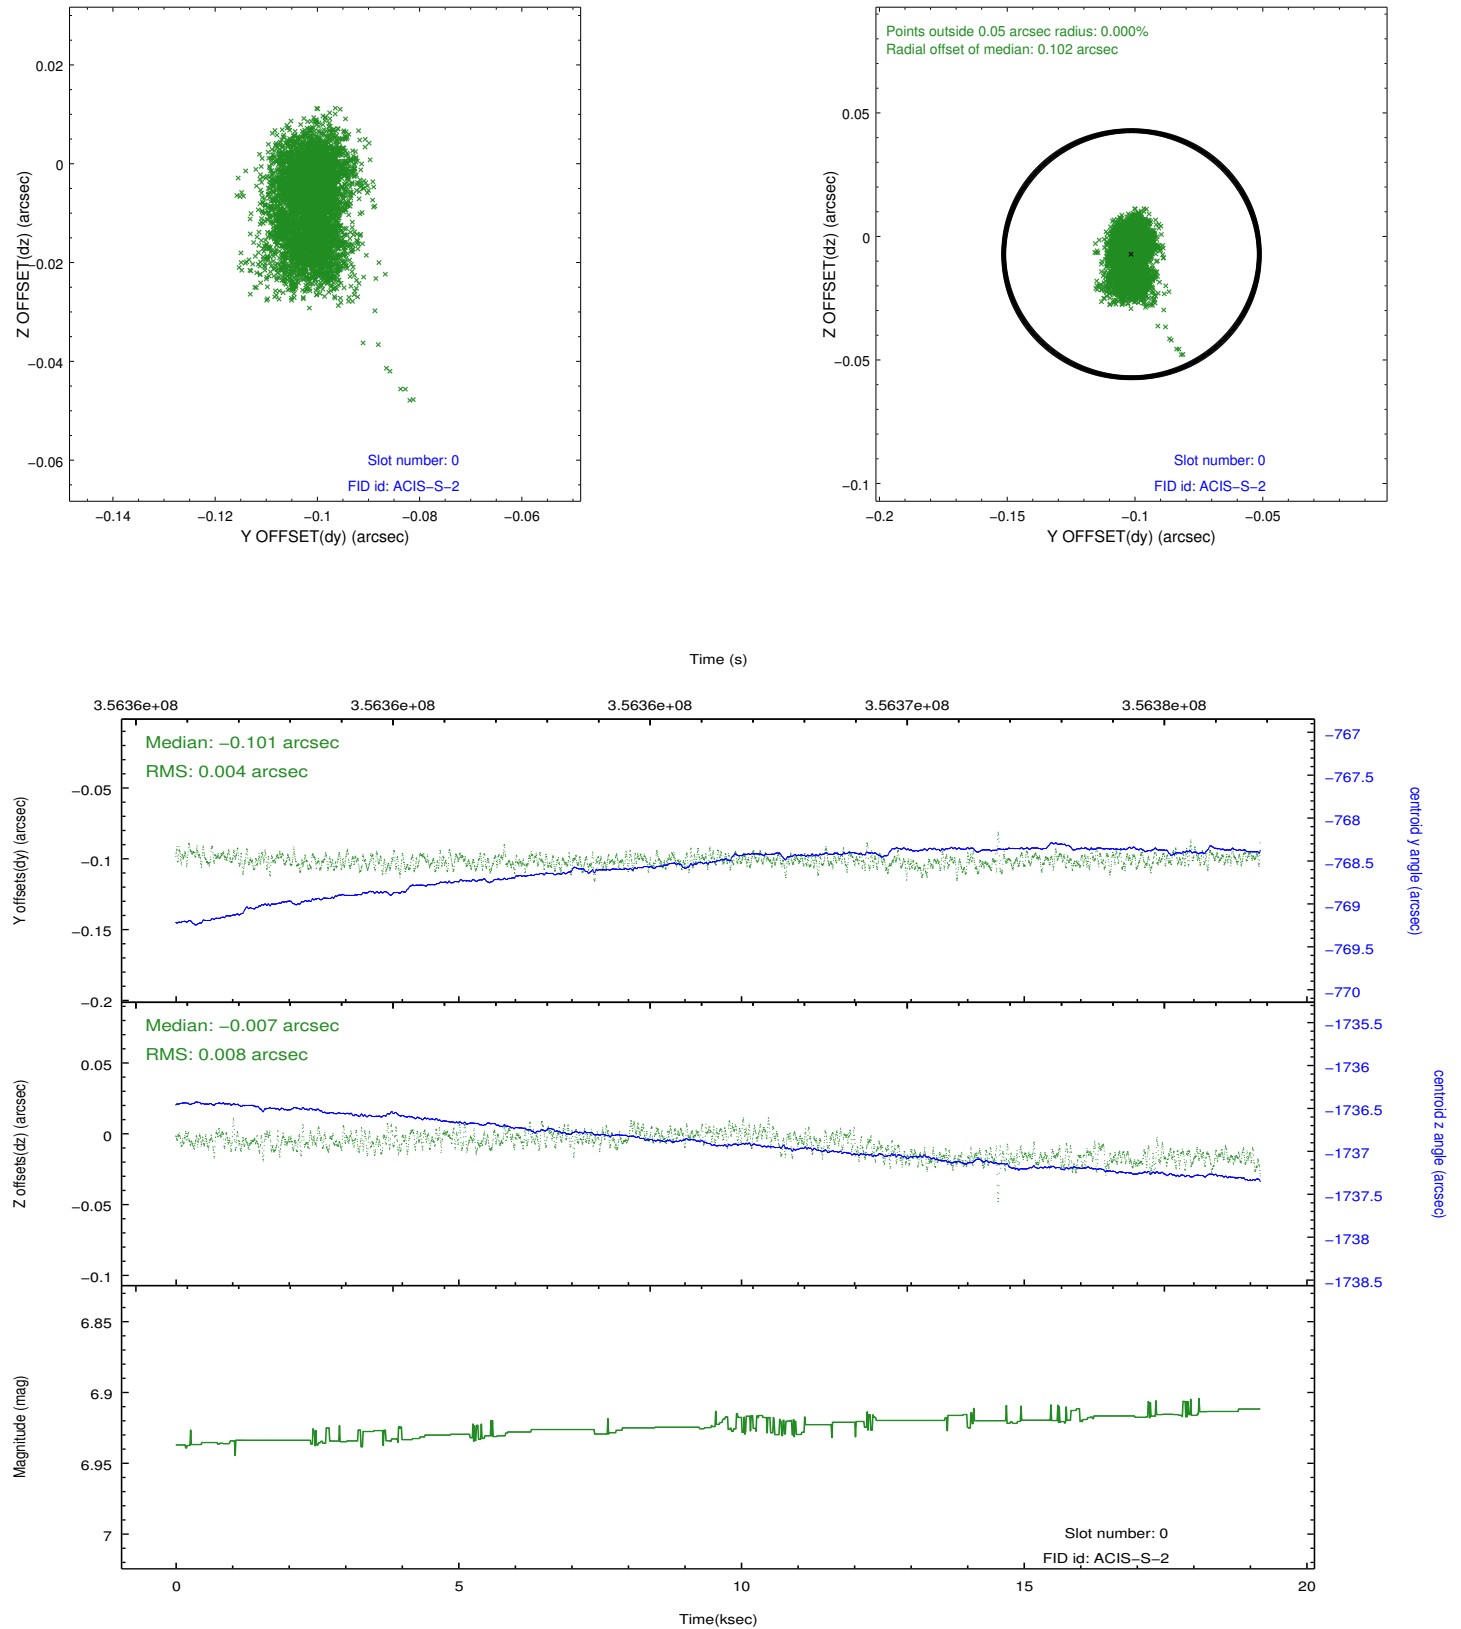 0.02
0
−0.02
−0.04
−0.06
Z OFFSET(dz) (arcsec)
Slot number: 0
FID id: ACIS−S−2
−0.14
−0.12
−0.1
−0.08
−0.06
Y OFFSET(dy) (arcsec)
Points outside 0.05 arcsec radius: 0.000%
Radial offset of median: 0.102 arcsec
0.05
0
−0.05
−0.1
Z OFFSET(dz) (arcsec)
Slot number: 0
FID id: ACIS−S−2
−0.2
−0.15
−0.1
−0.05
Y OFFSET(dy) (arcsec)
Time (s)
3.5636e+08
3.5636e+08
3.5636e+08
3.5637e+08
3.5638e+08
Median: −0.101 arcsec
RMS: 0.004 arcsec
−0.05
−0.1
−0.15
−0.2
Y offsets(dy) (arcsec)
−767
−767.5
−768
−768.5
−769
−769.5
−770
centroid y angle (arcsec)
Median: −0.007 arcsec
RMS: 0.008 arcsec
0.05
0
−0.05
−0.1
Z offsets(dz) (arcsec)
−1735.5
−1736
−1736.5
−1737
−1737.5
−1738
−1738.5
centroid z angle (arcsec)
6.85
6.9
6.95
7
Magnitude (mag)
Slot number: 0
FID id: ACIS−S−2
0
5
10
15
20
Time(ksec)